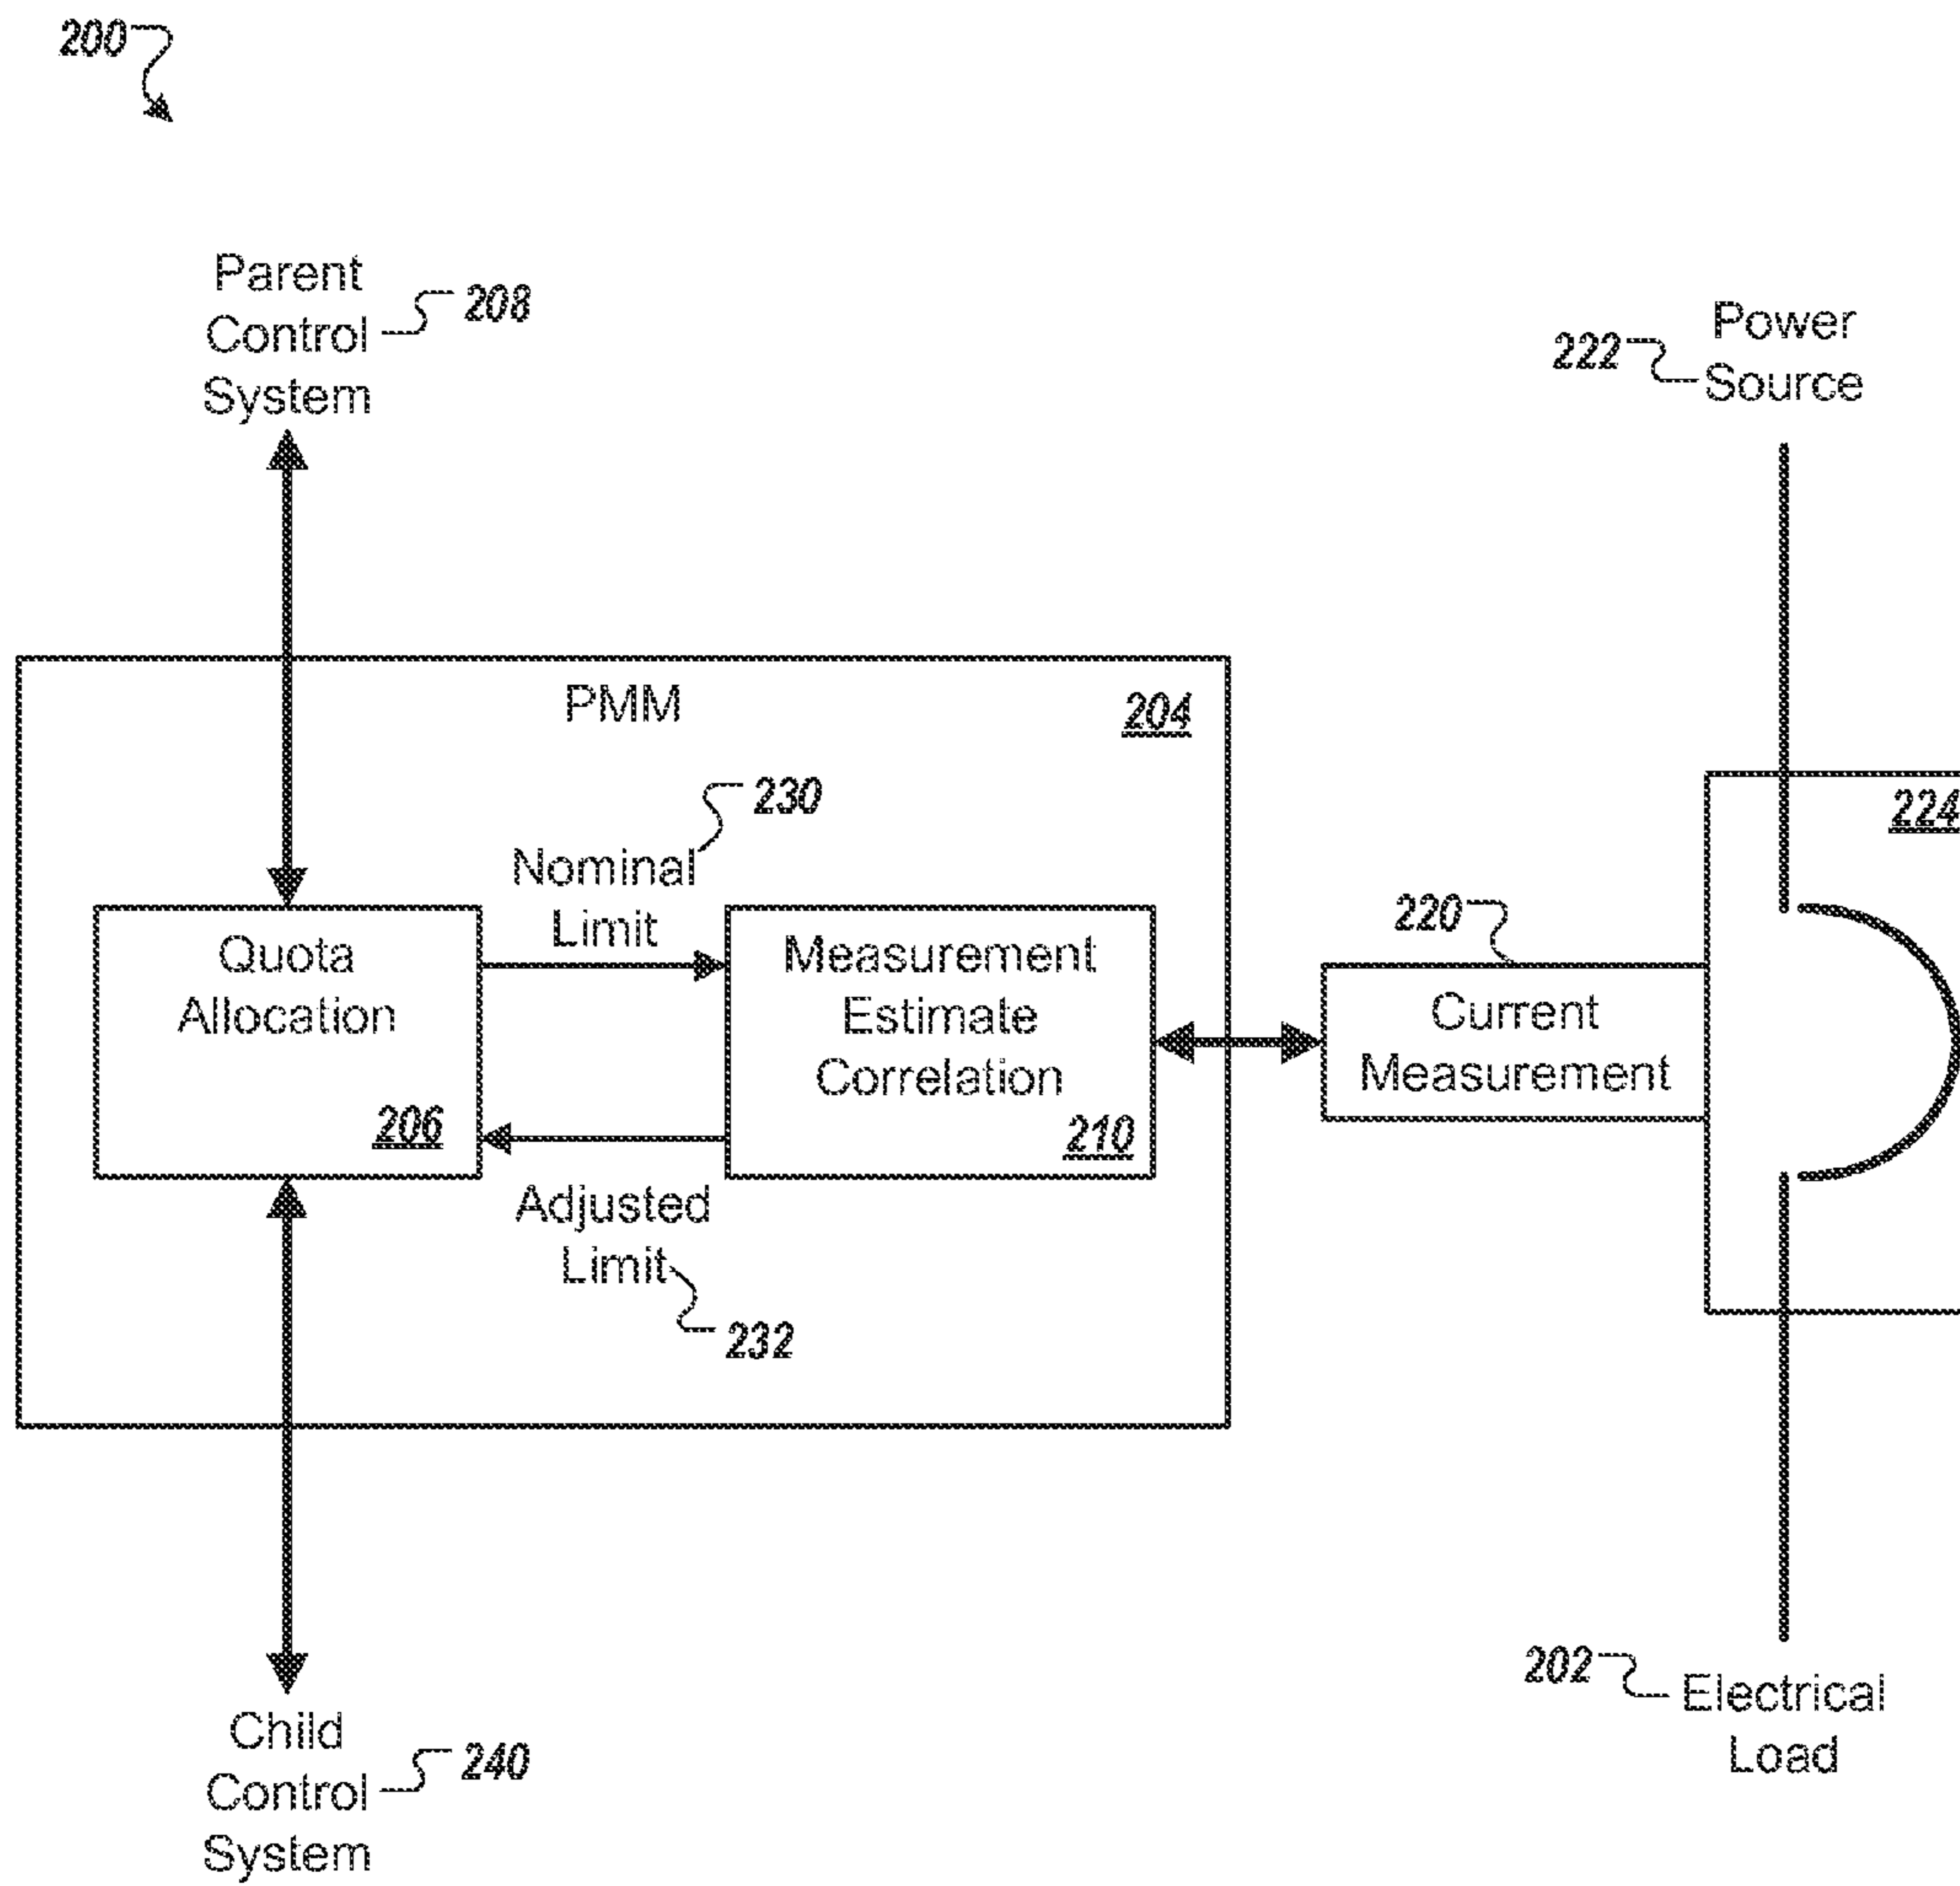 200
Parent
Control
System
208
222
Power
Source
PMM
204
230
Nominal
Limit
224
220
Quota
Allocation
206
Measurement
Estimate
Correlation
210
Current
Measurement
Adjusted
Limit
232
202
Electrical
Load
Child
Control
System
240